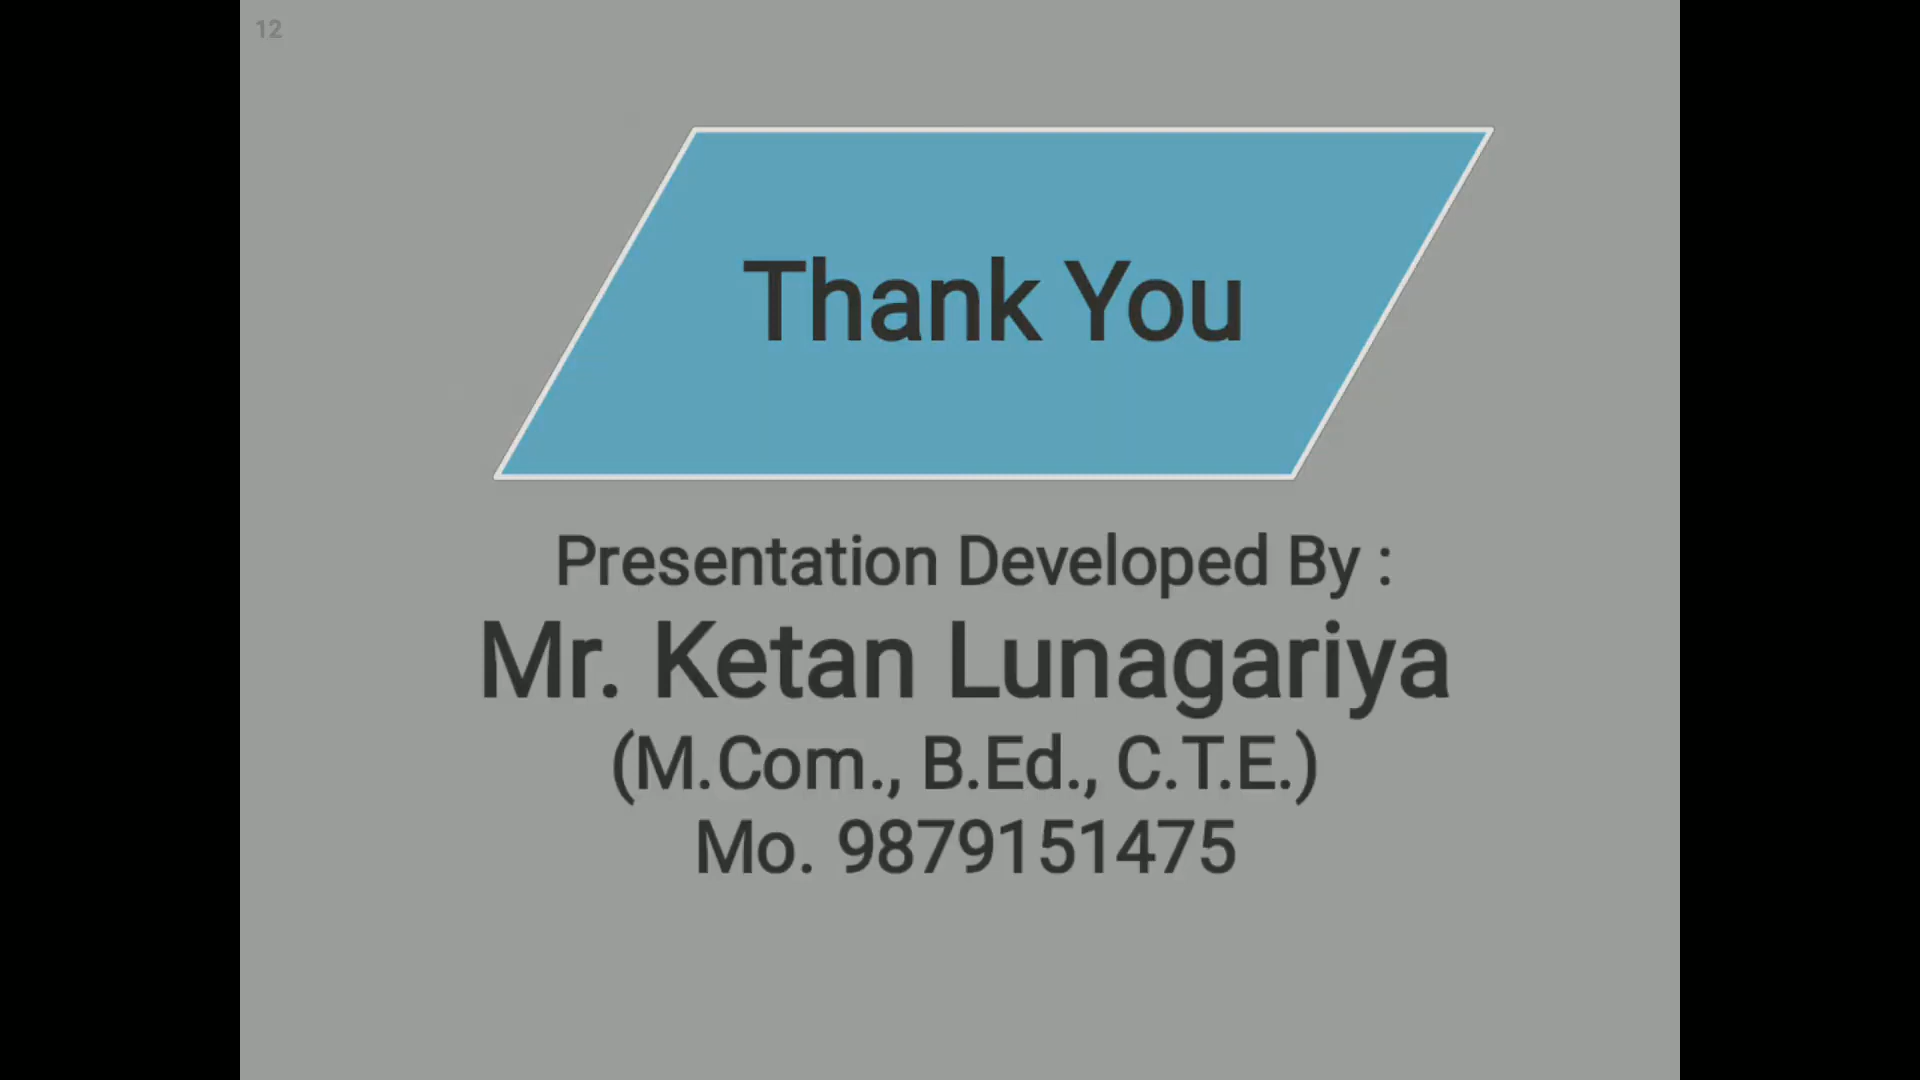 12
Thank You
Presentation Developed By :
Mr. Ketan Lunagariya
(M.Com., B.Ed., C.T.E.)
Mo. 9879151475